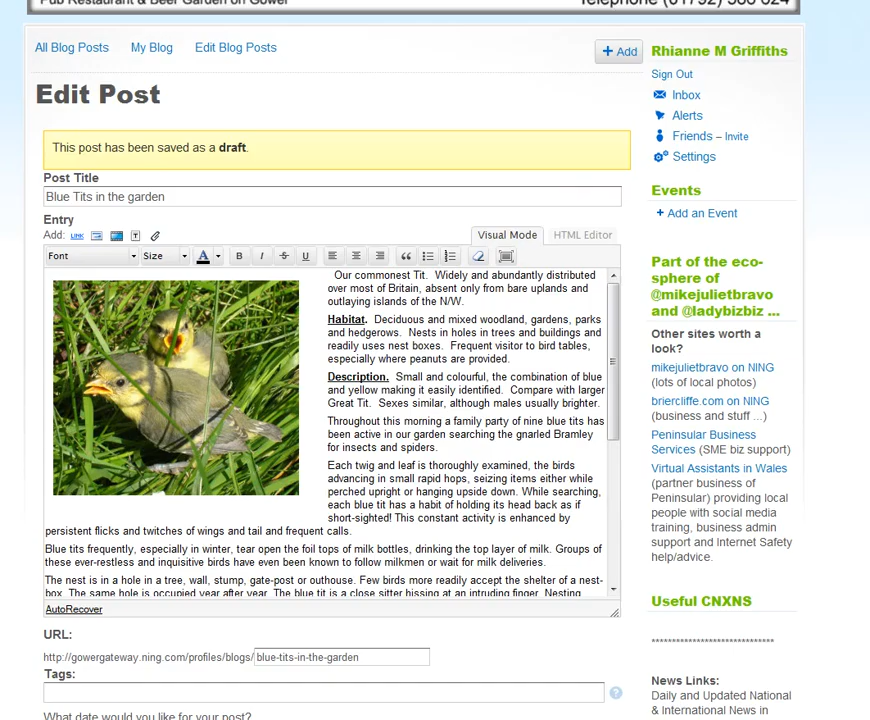 Pub Restaurant & Beer Garden on Gower
Telephone (01792) 386 624
All Blog Posts My Blog Edit Blog Posts
+ Add
Edit Post
This post has been saved as a draft.
Post Title
Blue Tits in the garden
Entry
Add: LINK T
Visual Mode HTML Editor
Font Size A B I S U
Our commonest Tit. Widely and abundantly distributed
over most of Britain, absent only from bare uplands and
outlaying islands of the N/W.
Habitat. Deciduous and mixed woodland, gardens, parks
and hedgerows. Nests in holes in trees and buildings and
readily uses nest boxes. Frequent visitor to bird tables,
especially where peanuts are provided.
Description. Small and colourful, the combination of blue
and yellow making it easily identified. Compare with larger
Great Tit. Sexes similar, although males usually brighter.
Throughout this morning a family party of nine blue tits has
been active in our garden searching the gnarled Bramley
for insects and spiders.
Each twig and leaf is thoroughly examined, the birds
advancing in small rapid hops, seizing items either while
perched upright or hanging upside down. While searching,
each blue tit has a habit of holding its head back as if
short-sighted! This constant activity is enhanced by
persistent flicks and twitches of wings and tail and frequent calls.
Blue tits frequently, especially in winter, tear open the foil tops of milk bottles, drinking the top layer of milk. Groups of
these ever-restless and inquisitive birds have even been known to follow milkmen or wait for milk deliveries.
The nest is in a hole in a tree, wall, stump, gate-post or outhouse. Few birds more readily accept the shelter of a nest-
box. The same hole is occupied year after year. The blue tit is a close sitter hissing at an intruding finger. Nesting
AutoRecover
URL:
http://gowergateway.ning.com/profiles/blogs/ blue-tits-in-the-garden
Tags:
?
What date would you like for your post?
Rhianne M Griffiths
Sign Out
Inbox
Alerts
Friends – Invite
Settings
Events
+ Add an Event
Part of the eco-
sphere of
@mikejulietbravo
and @ladybizbiz ...
Other sites worth a
look?
mikejulietbravo on NING
(lots of local photos)
briercliffe.com on NING
(business and stuff ...)
Peninsular Business
Services (SME biz support)
Virtual Assistants in Wales
(partner business of
Peninsular) providing local
people with social media
training, business admin
support and Internet Safety
help/advice.
Useful CNXNS
******************************
News Links:
Daily and Updated National
& International News in